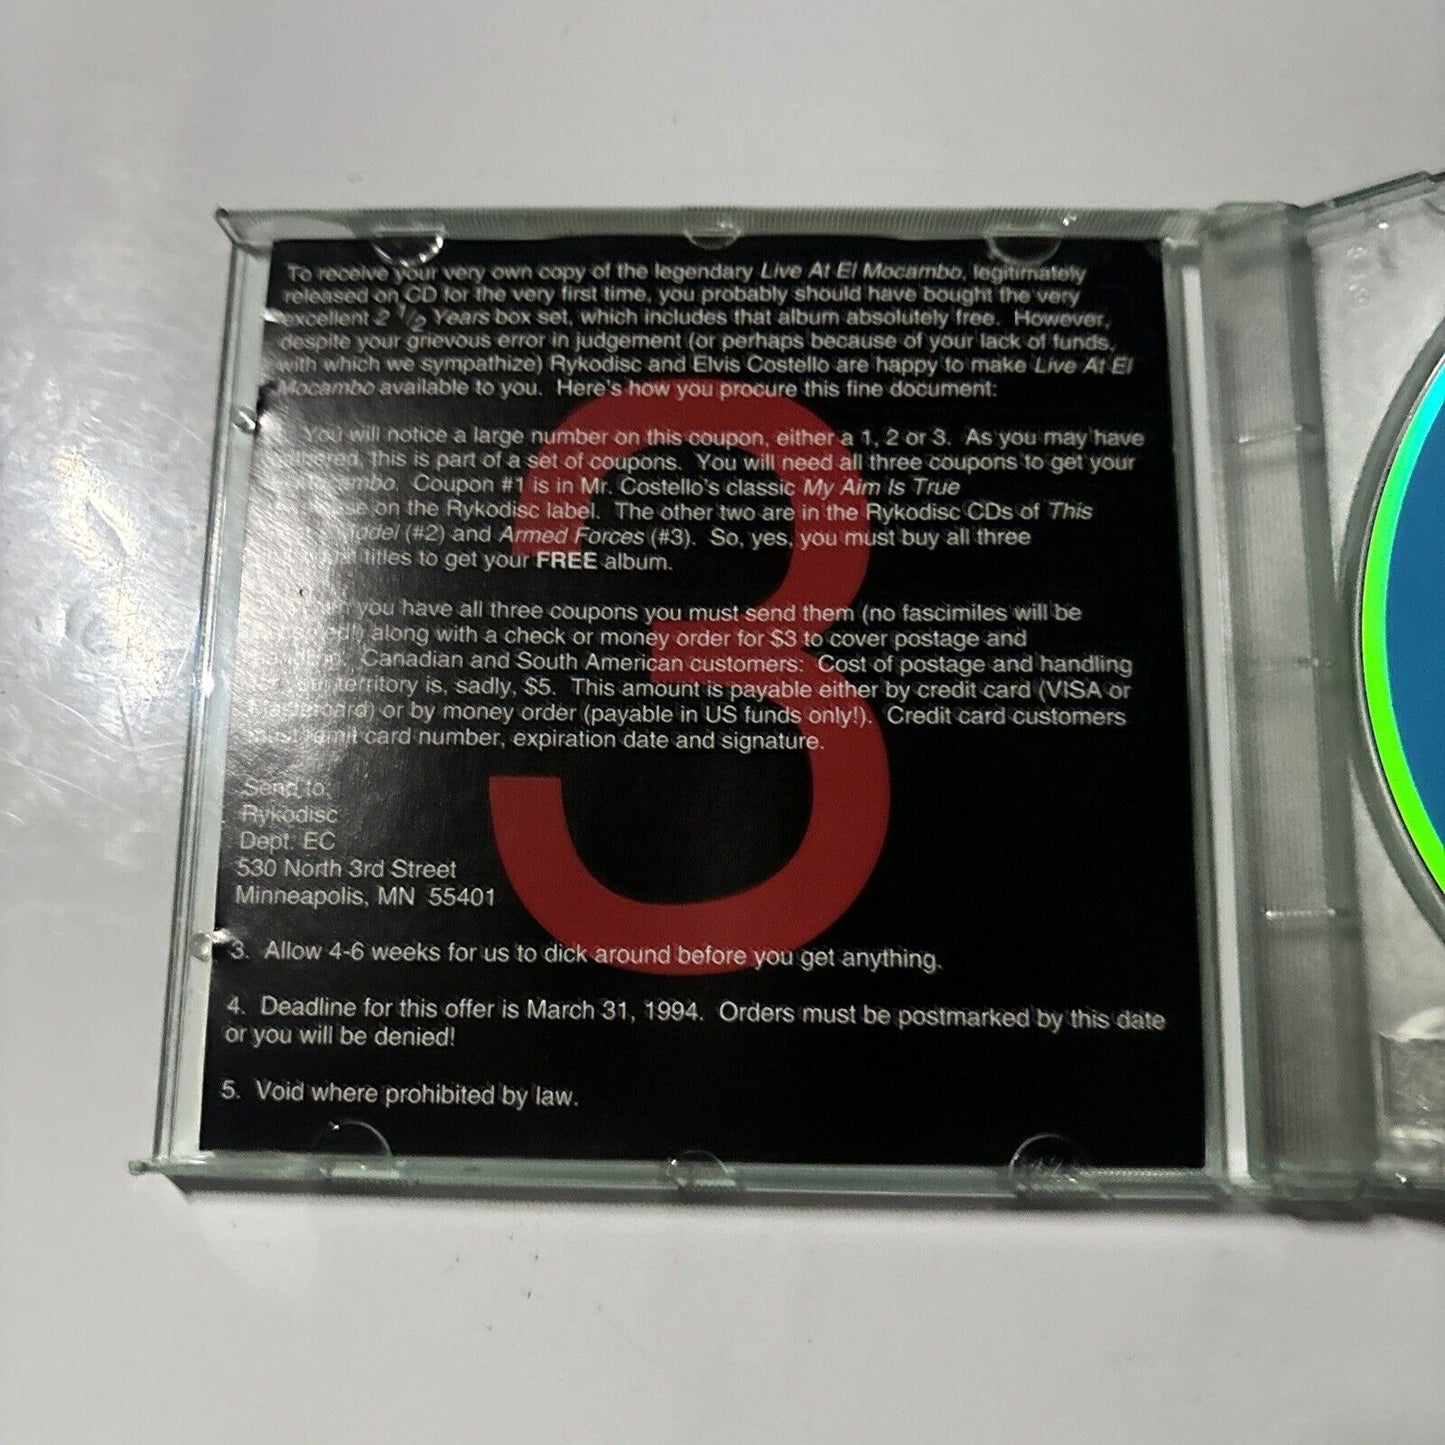 To receive your very own copy of the legendary Live At El Mocambo, legitimately
released on CD for the very first time, you probably should have bought the very
excellent 2 1/2 Years box set, which includes that album absolutely free. However,
despite your grievous error in judgement (or perhaps because of your lack of funds,
with which we sympathize) Rykodisc and Elvis Costello are happy to make Live At El
Mocambo available to you. Here's how you procure this fine document:
You will notice a large number on this coupon, either a 1, 2 or 3. As you may have
gathered, this is part of a set of coupons. You will need all three coupons to get your
Coupon #1 is in Mr. Costello's classic My Aim Is True
on the Rykodisc label. The other two are in the Rykodisc CDs of This
Model (#2) and Armed Forces (#3). So, yes, you must buy all three
titles to get your FREE album.
you have all three coupons you must send them (no fascimiles will be
along with a check or money order for $3 to cover postage and
Canadian and South American customers: Cost of postage and handling
territory is, sadly, $5. This amount is payable either by credit card (VISA or
Mastercard) or by money order (payable in US funds only!). Credit card customers
card number, expiration date and signature.
Send to:
Rykodisc
Dept. EC
530 North 3rd Street
Minneapolis, MN 55401
3. Allow 4-6 weeks for us to dick around before you get anything.
4. Deadline for this offer is March 31, 1994. Orders must be postmarked by this date
or you will be denied!
5. Void where prohibited by law.
3